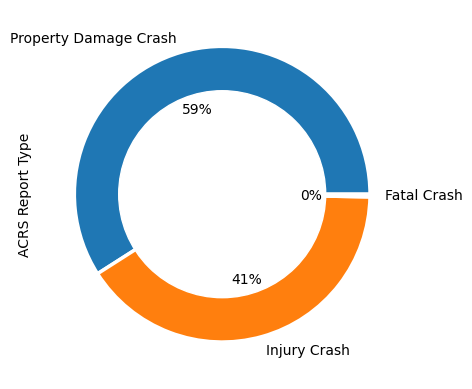 Property Damage Crash
59%
ACRS Report Type
0%
Fatal Crash
41%
Injury Crash